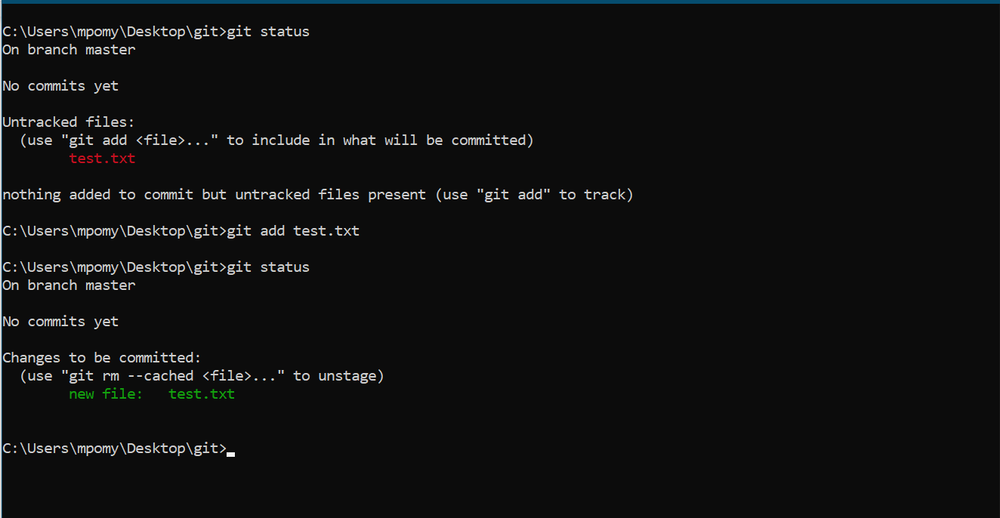 C:\Users\mpomy\Desktop\git>git status
On branch master
No commits yet
Untracked files:
  (use "git add <file>..." to include in what will be committed)
        test.txt
nothing added to commit but untracked files present (use "git add" to track)
C:\Users\mpomy\Desktop\git>git add test.txt
C:\Users\mpomy\Desktop\git>git status
On branch master
No commits yet
Changes to be committed:
  (use "git rm --cached <file>..." to unstage)
        new file:   test.txt
C:\Users\mpomy\Desktop\git>